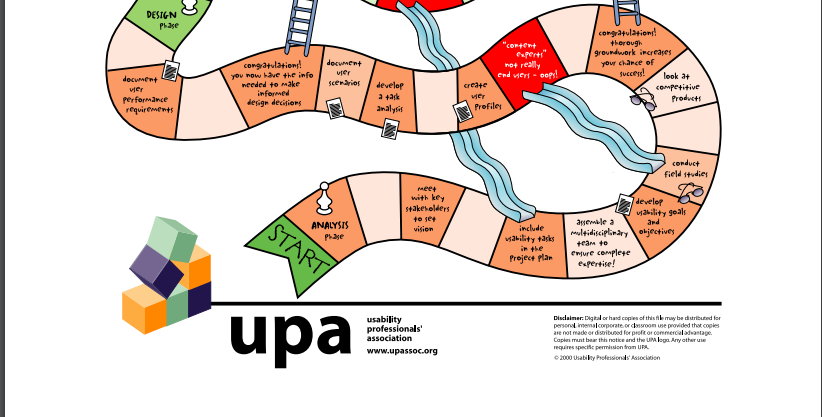 DESIGN
phase
document
user
performance
requirements
congratulations!
you now have the info
needed to make
informed
design decisions
document
user
scenarios
develop
a task
analysis
create
user
profiles
"content
experts"
not really
end users - oops!
congratulations!
thorough
groundwork increases
your chance of
success!
look at
competitive
products
conduct
field studies
develop
usability goals
and
objectives
assemble a
multidisciplinary
team to
ensure complete
expertise!
include
usability tasks
in the
project plan
meet
with key
stakeholders
to set
vision
ANALYSIS
phase
START
upa
usability
professionals'
association
www.upassoc.org
Disclaimer: Digital or hard copies of this file may be distributed for
personal, internal corporate, or classroom use provided that copies
are not made or distributed for profit or commercial advantage.
Copies must bear this notice and the UPA logo. Any other use
requires specific permission from UPA.
© 2000 Usability Professionals' Association